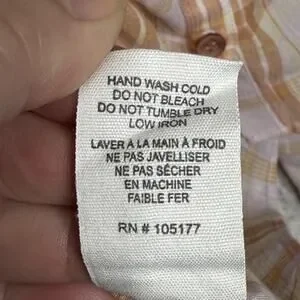 HAND WASH COLD
DO NOT BLEACH
DO NOT TUMBLE DRY
LOW IRON
LAVER A LA MAIN À FROID
NE PAS JAVELLISER
NE PAS SÉCHER
EN MACHINE
FAIBLE FER
RN # 105177